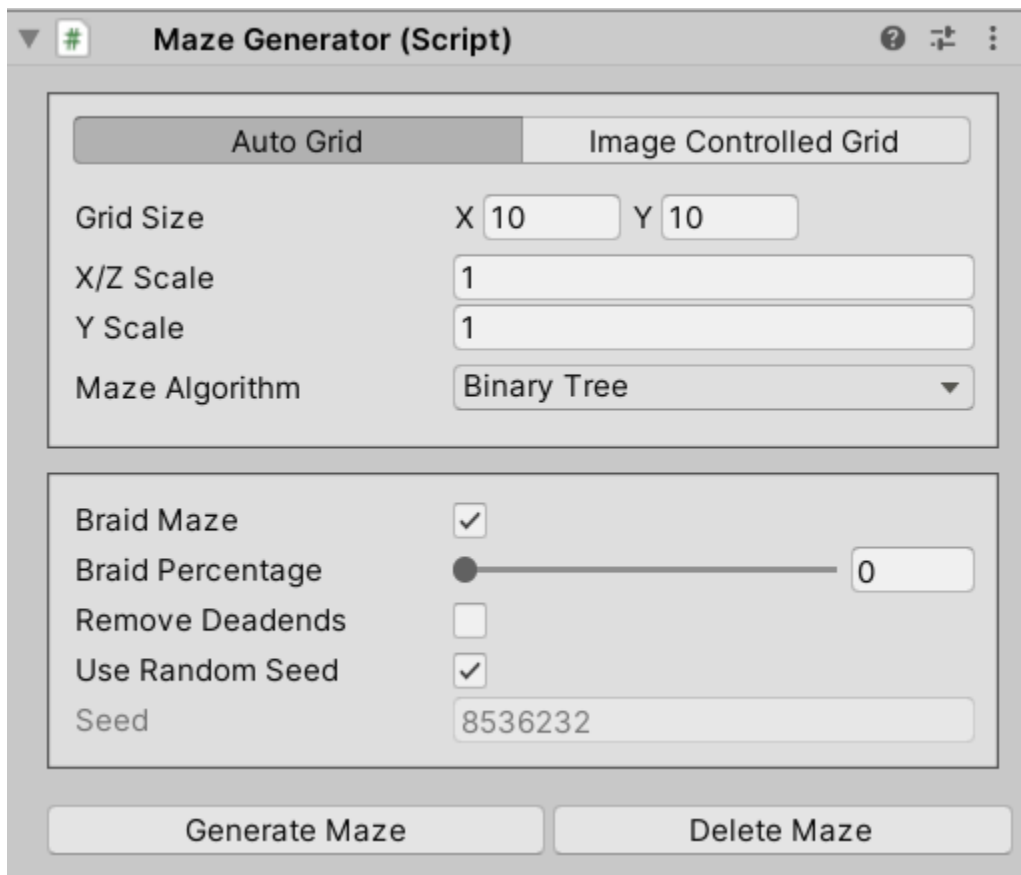 # Maze Generator (Script)
Auto Grid Image Controlled Grid
Grid Size X 10 Y 10
X/Z Scale 1
Y Scale 1
Maze Algorithm Binary Tree
Braid Maze
Braid Percentage 0
Remove Deadends
Use Random Seed
Seed 8536232
Generate Maze Delete Maze